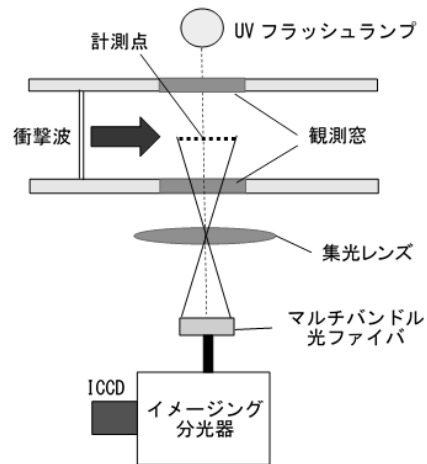 UV フラッシュランプ
計測点
衝撃波
観測窓
集光レンズ
マルチバンドル
光ファイバ
ICCD
イメージング
分光器